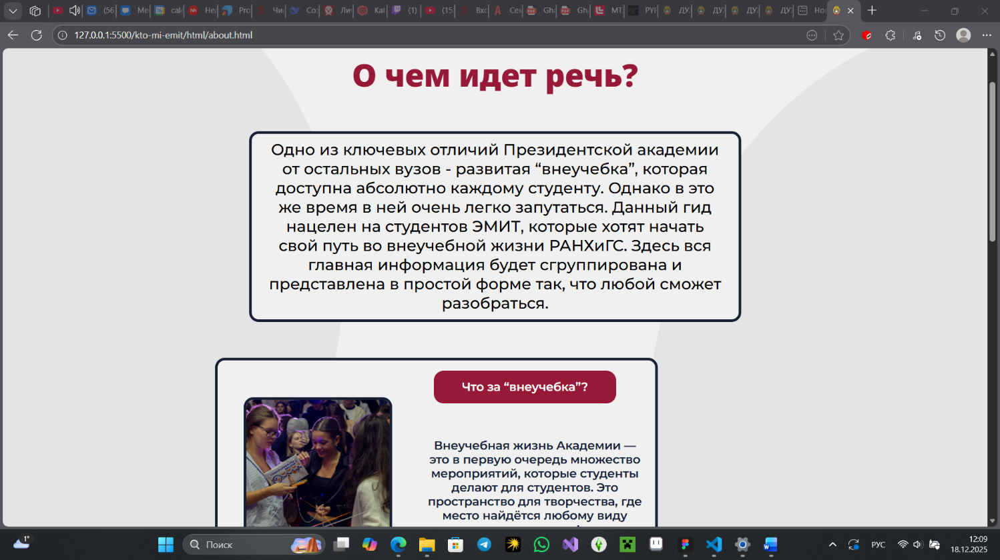 (56
Me
cale
He
Pro
Чи
Со
Ли
Kat
(1)
(15
Вхо
Се
Gh
Gh
МТ
ДУ
ДУ
ДУ
ДУ
Но
127.0.0.1:5500/kto-mi-emit/html/about.html
О чем идет речь?
Одно из ключевых отличий Президентской академии
от остальных вузов - развитая “внеучебка”, которая
доступна абсолютно каждому студенту. Однако в это
же время в ней очень легко запутаться. Данный гид
нацелен на студентов ЭМИТ, которые хотят начать
свой путь во внеучебной жизни РАНХиГС. Здесь вся
главная информация будет сгруппирована и
представлена в простой форме так, что любой сможет
разобраться.
Что за “внеучебка”?
Внеучебная жизнь Академии —
это в первую очередь множество
мероприятий, которые студенты
делают для студентов. Это
пространство для творчества, где
место найдётся любому виду
1°
Поиск
РУС
12:09
18.12.2025